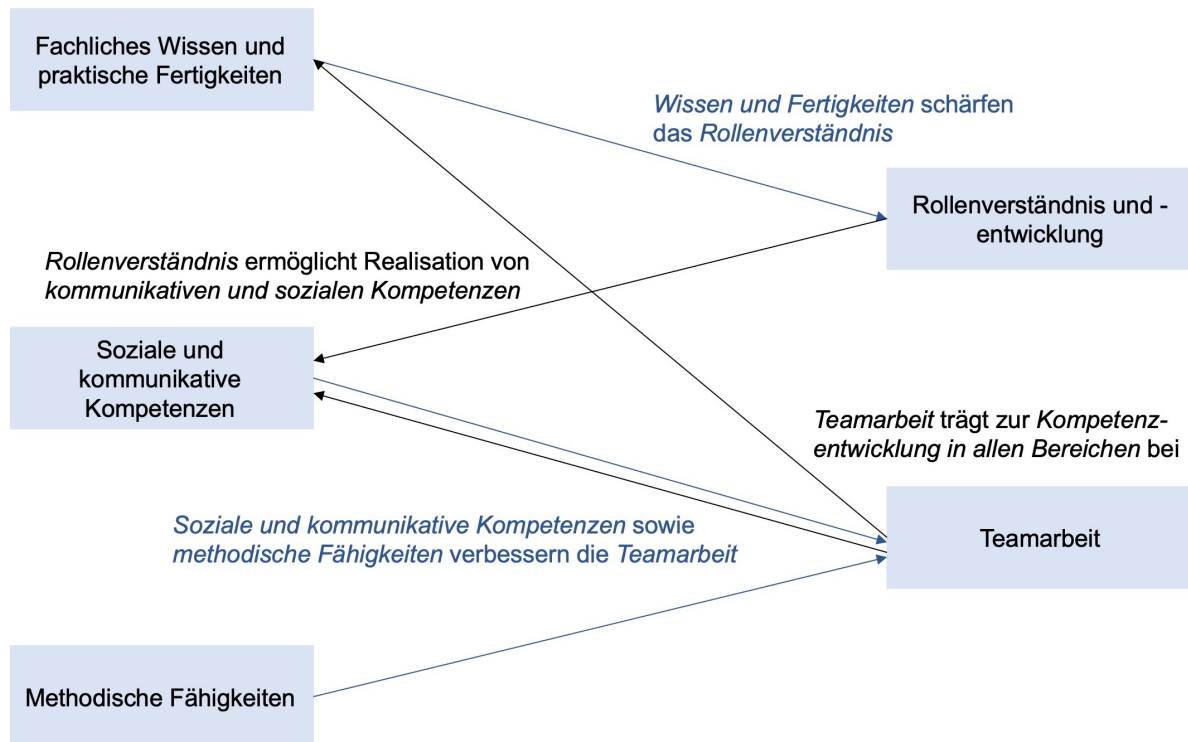 Fachliches Wissen und
praktische Fertigkeiten
Wissen und Fertigkeiten schärfen
das Rollenverständnis
Rollenverständnis und -
entwicklung
Rollenverständnis ermöglicht Realisation von
kommunikativen und sozialen Kompetenzen
Soziale und
kommunikative
Kompetenzen
Teamarbeit trägt zur Kompetenz-
entwicklung in allen Bereichen bei
Soziale und kommunikative Kompetenzen sowie
methodische Fähigkeiten verbessern die Teamarbeit
Teamarbeit
Methodische Fähigkeiten